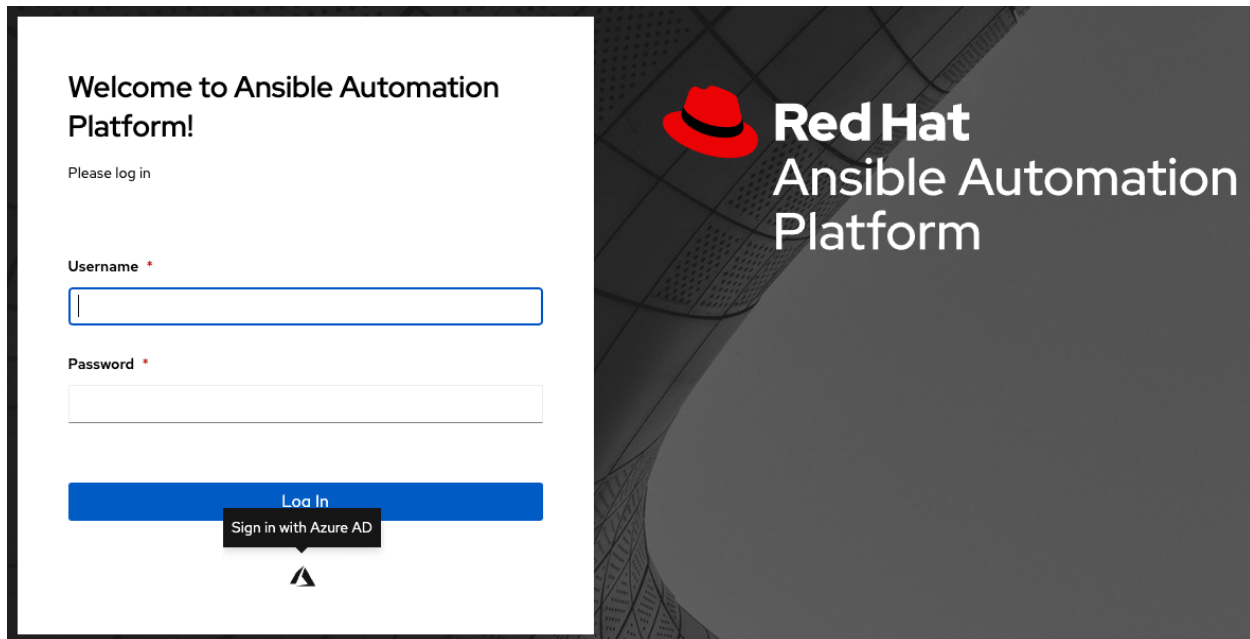 Welcome to Ansible Automation
Platform!
Please log in
Username *
Password *
Log In
Sign in with Azure AD
Red Hat
Ansible Automation
Platform